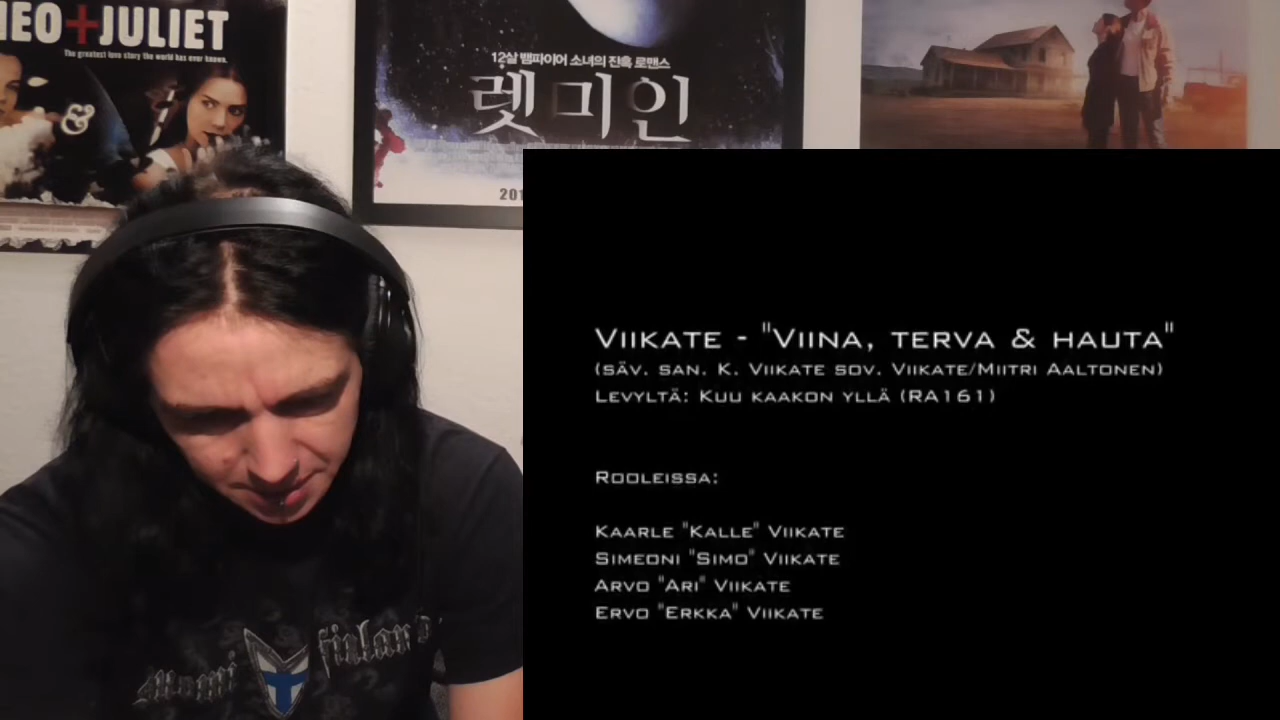 EO+JULIET
The greatest love story the world has ever known.
&
12살 뱀파이어 소녀의 잔혹 로맨스
렛미인
201
VIIKATE - "VIINA, TERVA & HAUTA"
(SÄV. SAN. K. VIIKATE SOV. VIIKATE/MIITRI AALTONEN)
LEVYLTÄ: KUU KAAKON YLLÄ (RA161)
ROOLEISSA:
KAARLE "KALLE" VIIKATE
SIMEONI "SIMO" VIIKATE
ARVO "ARI" VIIKATE
ERVO "ERKKA" VIIKATE
Finland